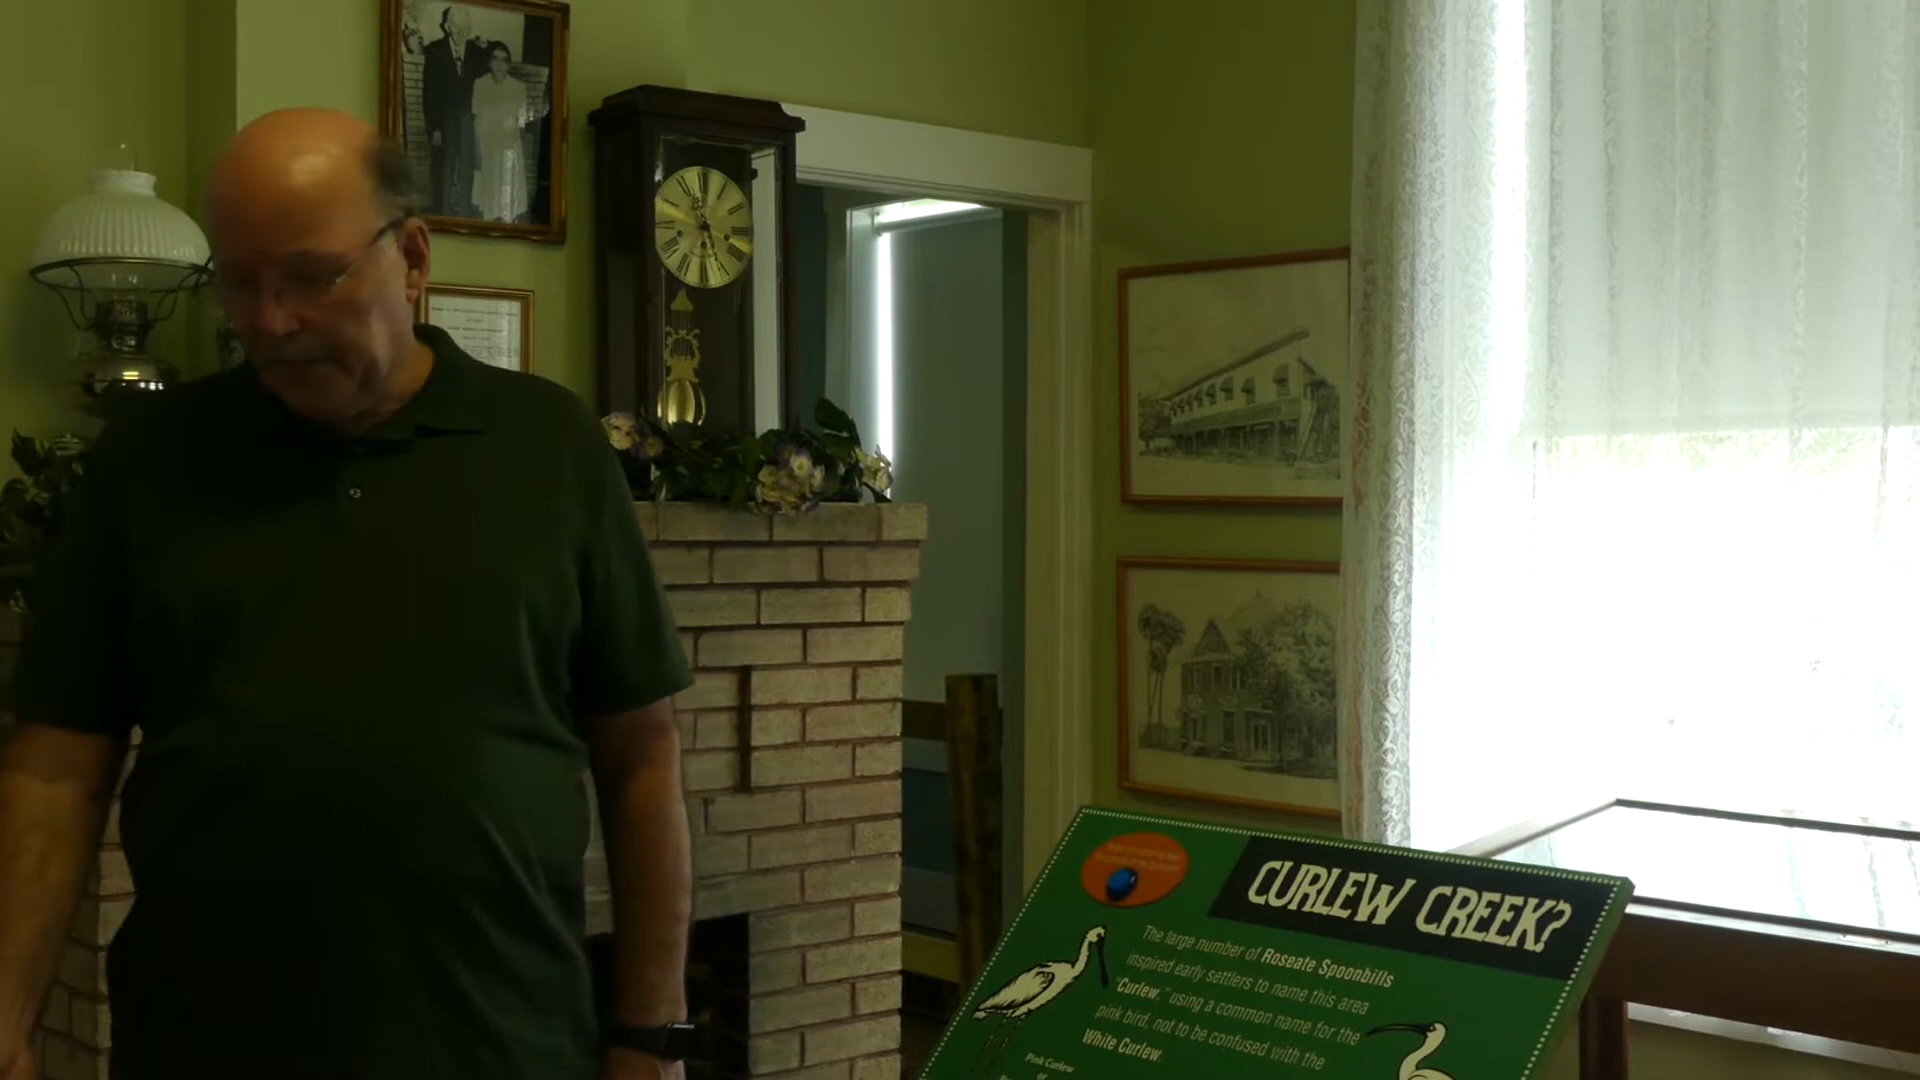 CURLEW CREEK?
The large number of Roseate Spoonbills
inspired early settlers to name this area
"Curlew," using a common name for the
pink bird, not to be confused with the
White Curlew.
Pink Curlew
or